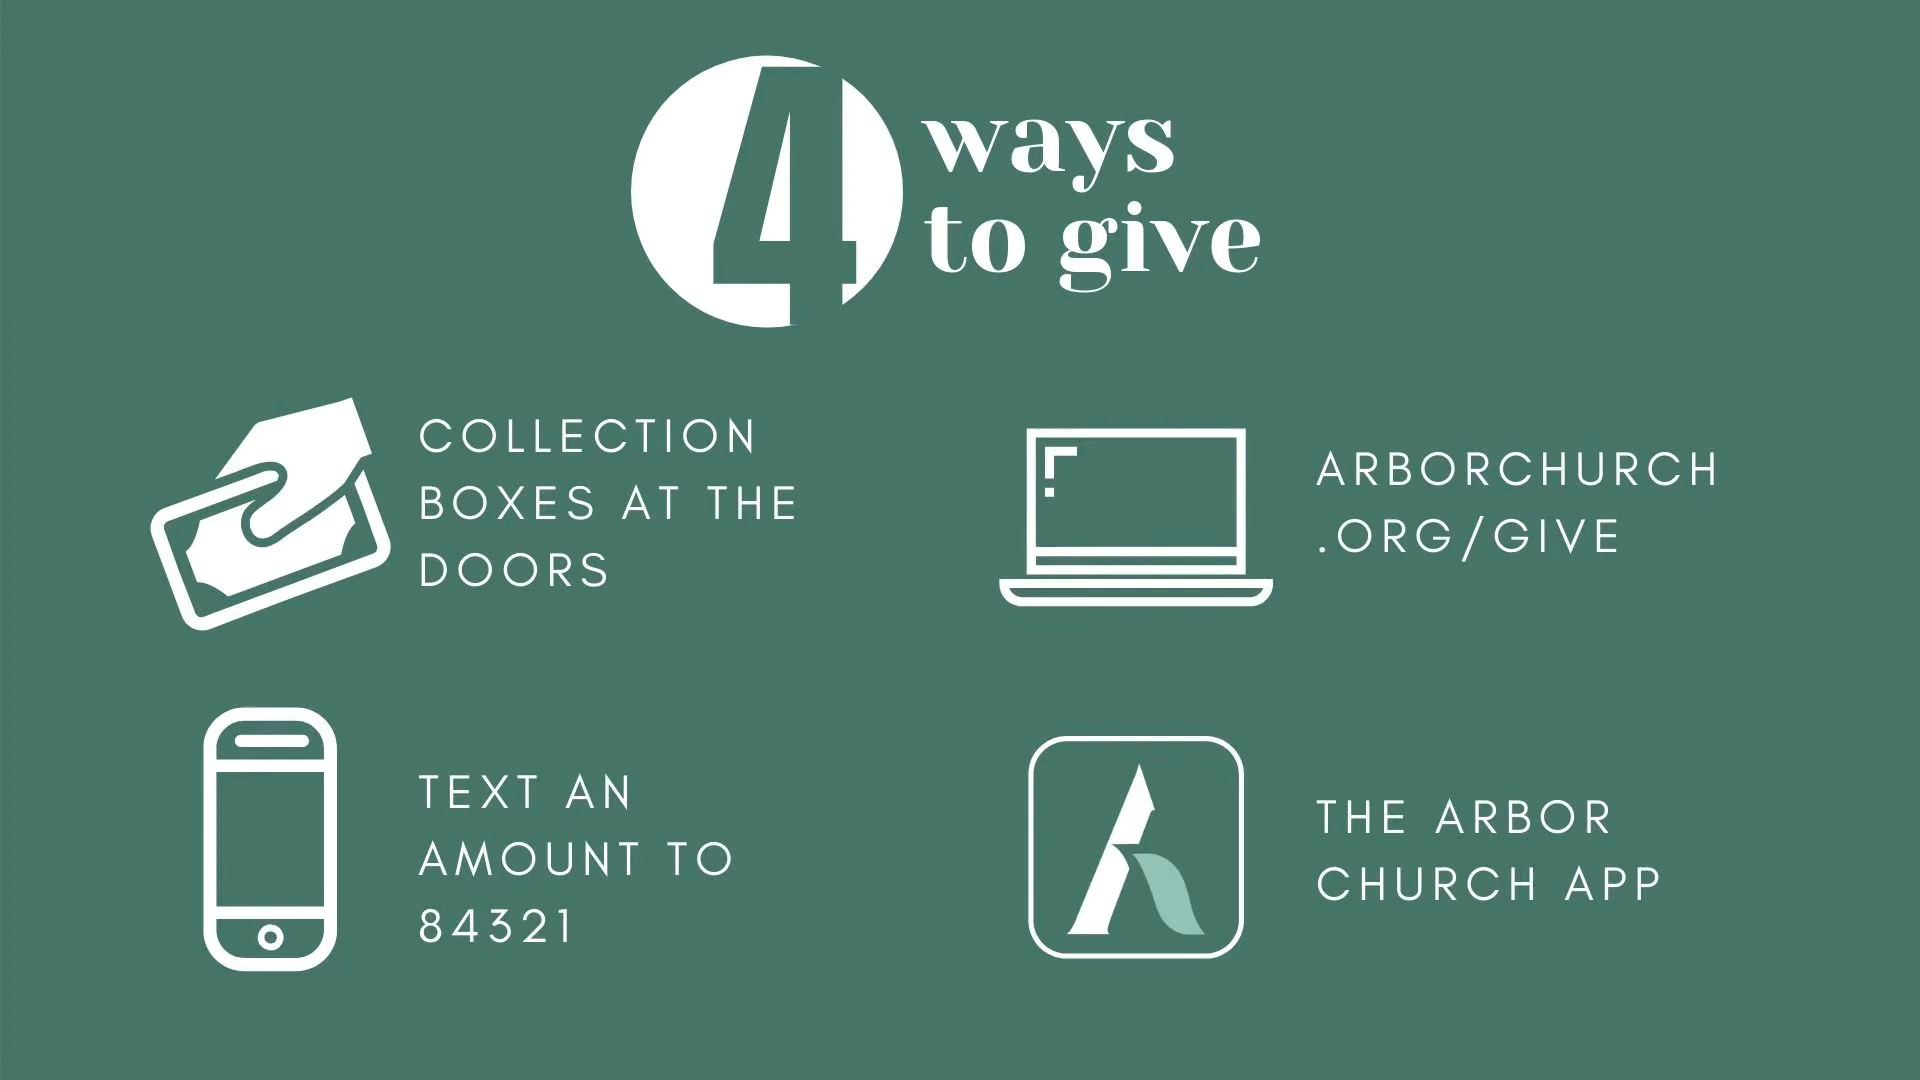 4 ways
to give
COLLECTION
BOXES AT THE
DOORS
ARBORCHURCH
.ORG/GIVE
TEXT AN
AMOUNT TO
84321
THE ARBOR
CHURCH APP